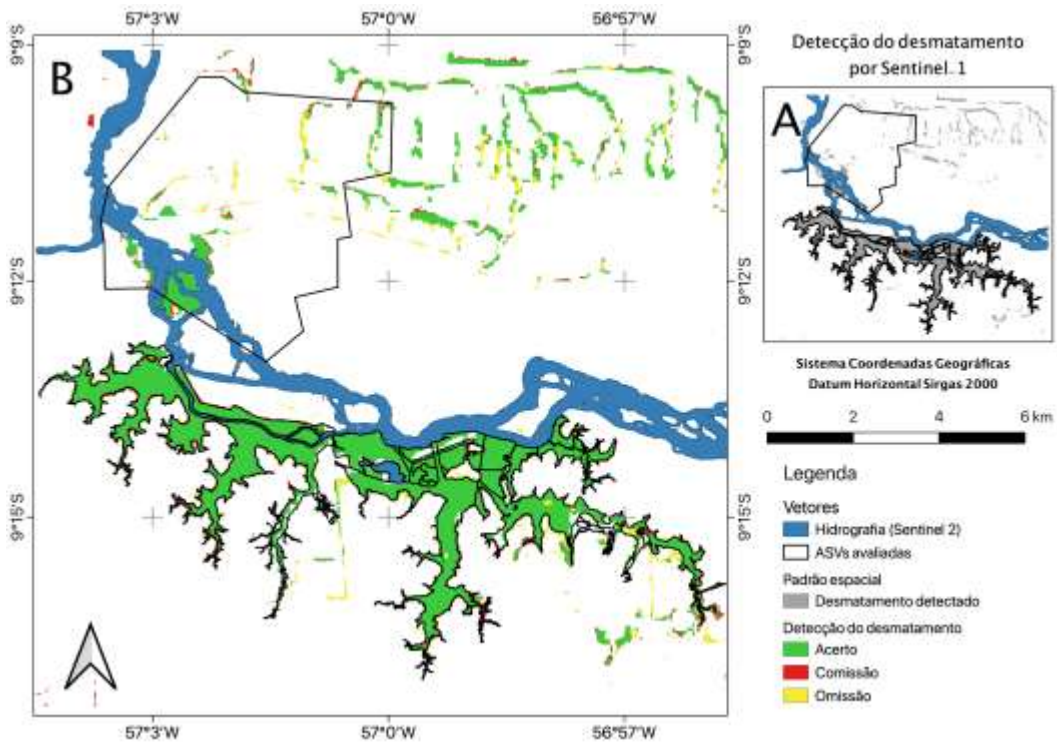 57°3'W
57°0'W
56°57'W
9°9'S
9°9'S
B
9°12'S
9°12'S
9°15'S
9°15'S
57°3'W
57°0'W
56°57'W
Detecção do desmatamento
por Sentinel. 1
A
Sistema Coordenadas Geográficas
Datum Horizontal Sirgas 2000
0 2 4 6 km
Legenda
Vetores
Hidrografia (Sentinel 2)
ASVs avaliadas
Padrão espacial
Desmatamento detectado
Detecção do desmatamento
Acerto
Comissão
Omissão